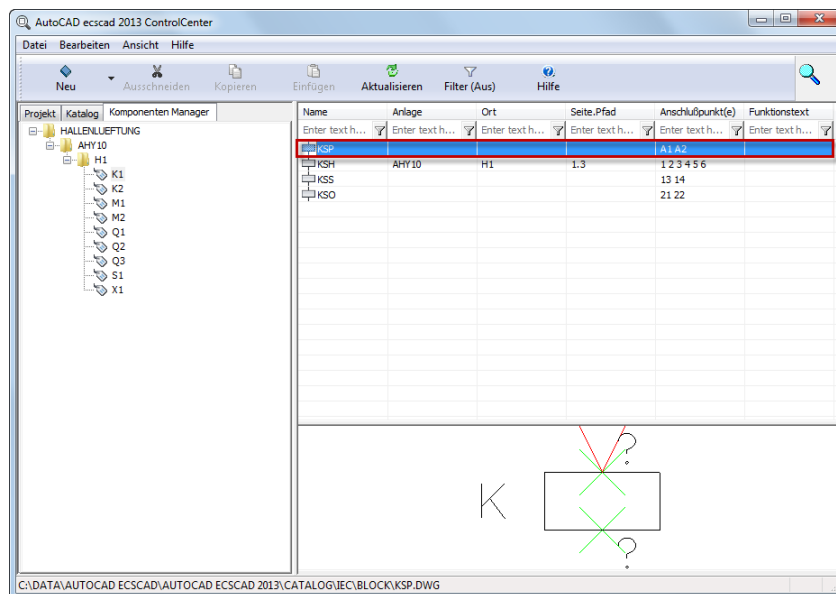 AutoCAD ecscad 2013 ControlCenter
Datei Bearbeiten Ansicht Hilfe
Neu Ausschneiden Kopieren Einfügen Aktualisieren Filter (Aus) Hilfe
Projekt Katalog Komponenten Manager
HALLENLUEFTUNG
AHY10
H1
K1
K2
M1
M2
Q1
Q2
Q3
S1
X1
Name Anlage Ort Seite.Pfad Anschlußpunkt(e) Funktionstext
Enter text h... Enter text h... Enter text h... Enter text h... Enter text h... Enter text h...
KSP A1 A2
KSH AHY10 H1 1.3 1 2 3 4 5 6
KSS 13 14
KSO 21 22
?
K
?
C:\DATA\AUTOCAD ECSCAD\AUTOCAD ECSCAD 2013\CATALOG\IEC\BLOCK\KSP.DWG